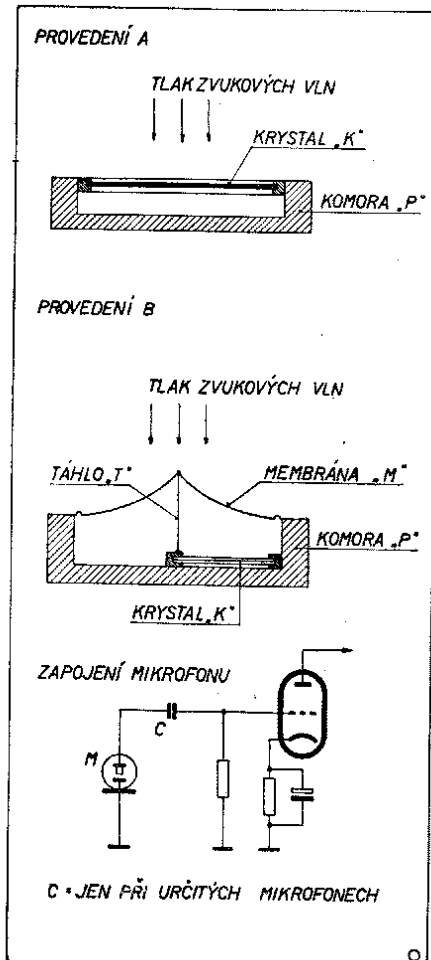 PROVEDENÍ A
TLAK ZVUKOVÝCH VLN
KRYSTAL „K“
KOMORA „P“
PROVEDENÍ B
TLAK ZVUKOVÝCH VLN
TÁHLO „T“
MEMBRÁNA „M“
KOMORA „P“
KRYSTAL „K“
ZAPOJENÍ MIKROFONU
C
M
C = JEN PŘI URČITÝCH MIKROFONECH